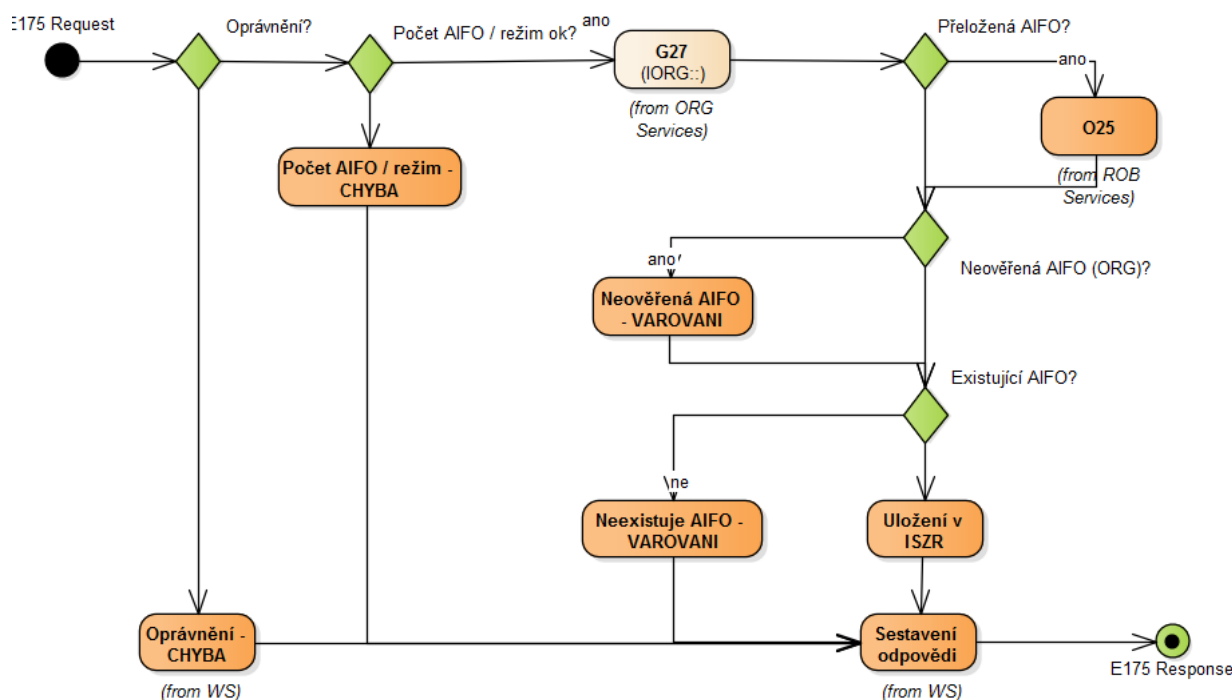 E175 Request
Oprávnění?
Počet AIFO / režim ok?
ano
G27
(IORG::)
(from ORG
Services)
Přeložená AIFO?
ano
O25
(from ROB
Services)
Počet AIFO / režim -
CHYBA
Neověřená AIFO (ORG)?
ano
Neověřená AIFO
- VAROVANI
Existující AIFO?
ne
Neexistuje AIFO -
VAROVANI
Uložení v
ISZR
Oprávnění -
CHYBA
(from WS)
Sestavení
odpovědi
(from WS)
E175 Response